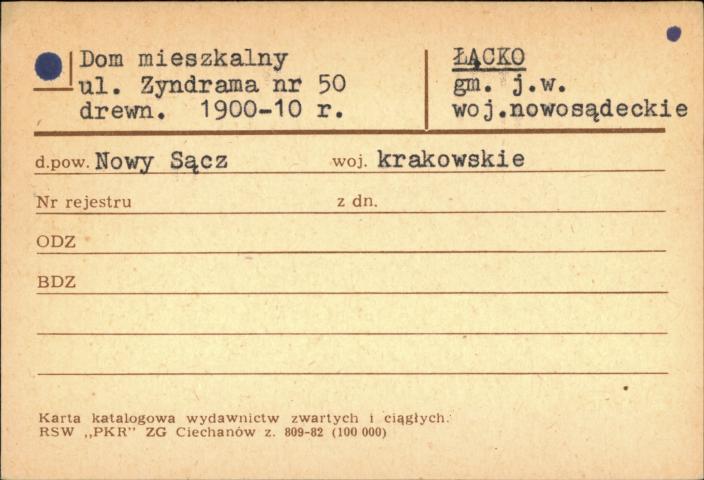 Dom mieszkalny
ul. Zyndrama nr 50
drewn. 1900-10 r.
ŁĄCKO
gm. j.w.
woj.nowosądeckie
d.pow. Nowy Sącz woj. krakowskie
Nr rejestru z dn.
ODZ
BDZ
Karta katalogowa wydawnictw zwartych i ciągłych.
RSW „PKR" ZG Ciechanów z. 809-82 (100 000)